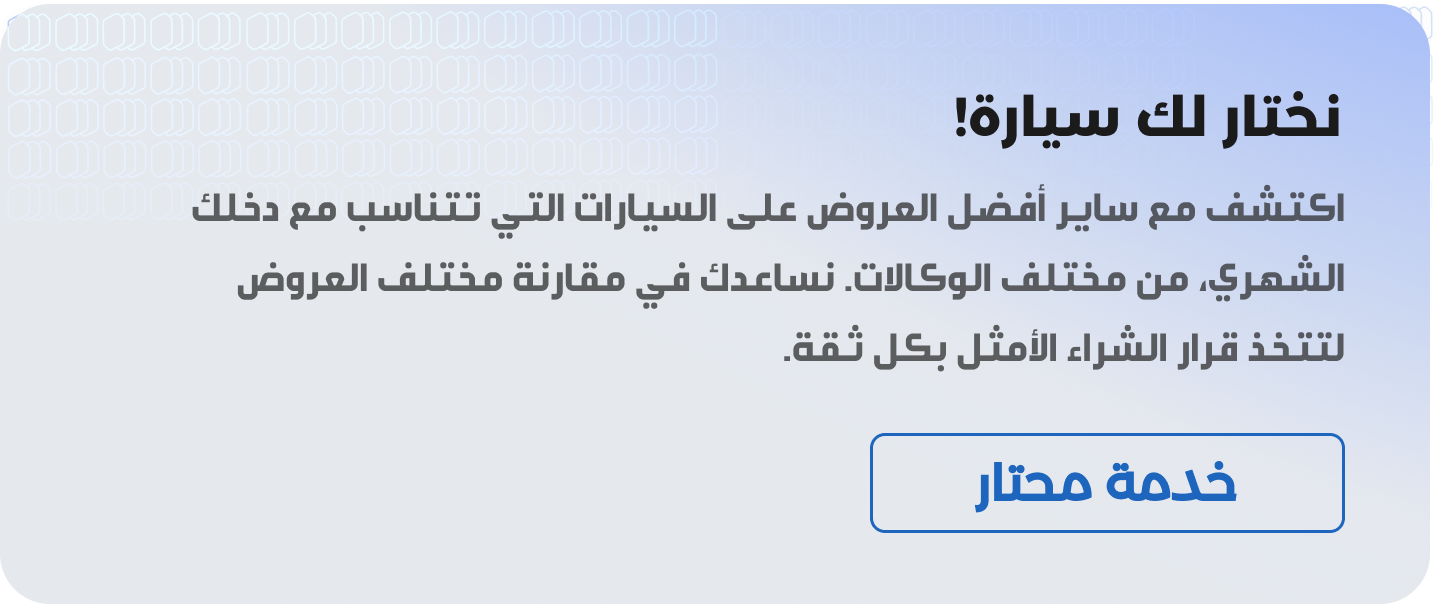 نختار لك سيارة!
اكتشف مع ساير أفضل العروض على السيارات التي تتناسب مع دخلك
الشهري، من مختلف الوكالات. نساعدك في مقارنة مختلف العروض
لتتخذ قرار الشراء الأمثل بكل ثقة.
خدمة محتار